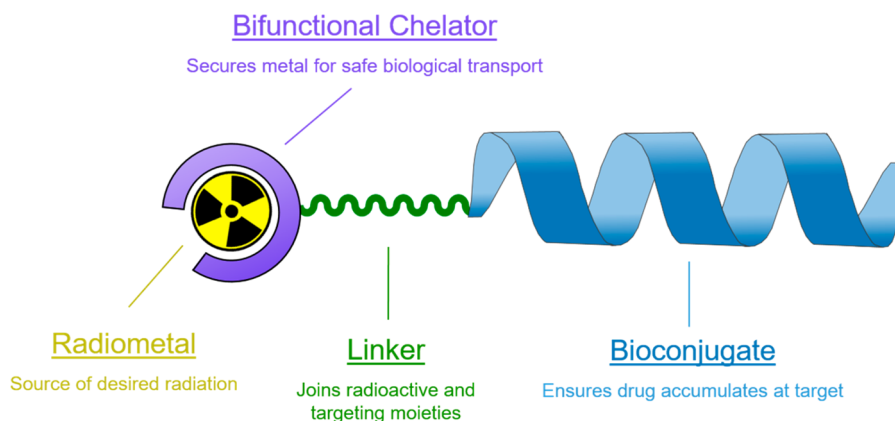 Bifunctional Chelator
Secures metal for safe biological transport
Radiometal
Source of desired radiation
Linker
Joins radioactive and
targeting moieties
Bioconjugate
Ensures drug accumulates at target